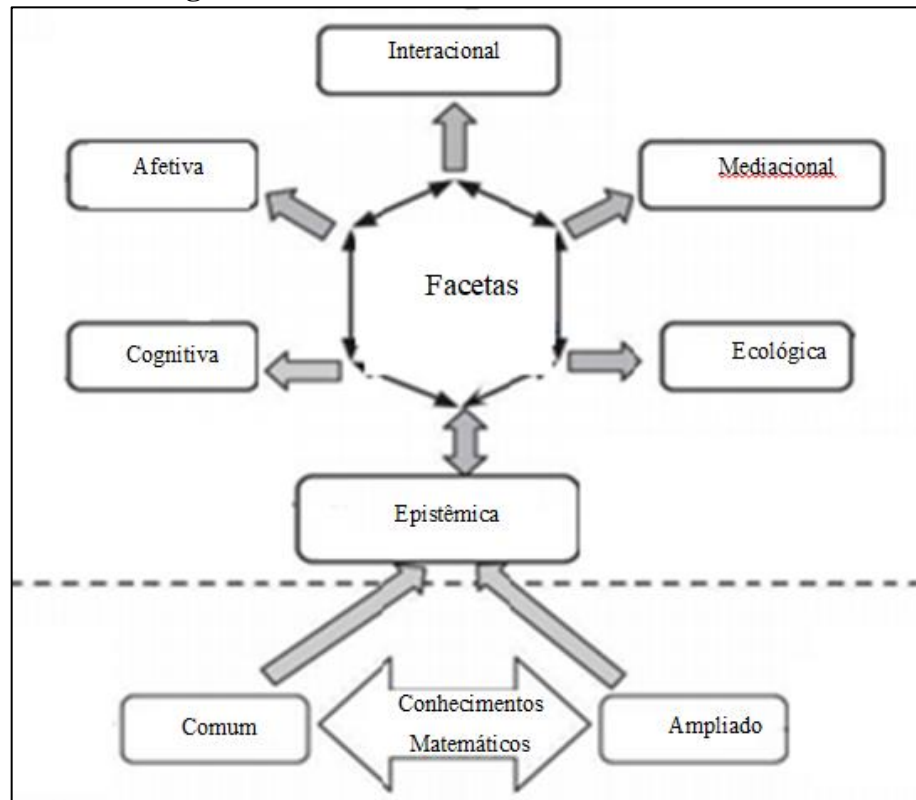 Interacional
Afetiva
Mediacional
Facetas
Cognitiva
Ecológica
Epistêmica
Conhecimentos
Matemáticos
Comum
Ampliado